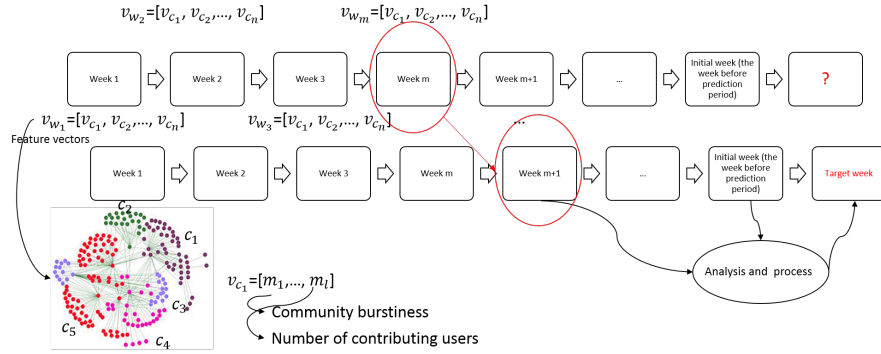 v_{w_2}=[v_{c_1}, v_{c_2},..., v_{c_n}]
v_{w_m}=[v_{c_1}, v_{c_2},..., v_{c_n}]
Week 1
Week 2
Week 3
Week m
Week m+1
...
Initial week (the
week before
prediction
period)
?
v_{w_1}=[v_{c_1}, v_{c_2},..., v_{c_n}]
v_{w_3}=[v_{c_1}, v_{c_2},..., v_{c_n}]
...
Feature vectors
Week 1
Week 2
Week 3
Week m
Week m+1
...
Initial week (the
week before
prediction
period)
Target week
c_2
c_1
c_3
c_5
c_4
v_{c_1}=[m_1,..., m_l]
Community burstiness
Number of contributing users
Analysis and process